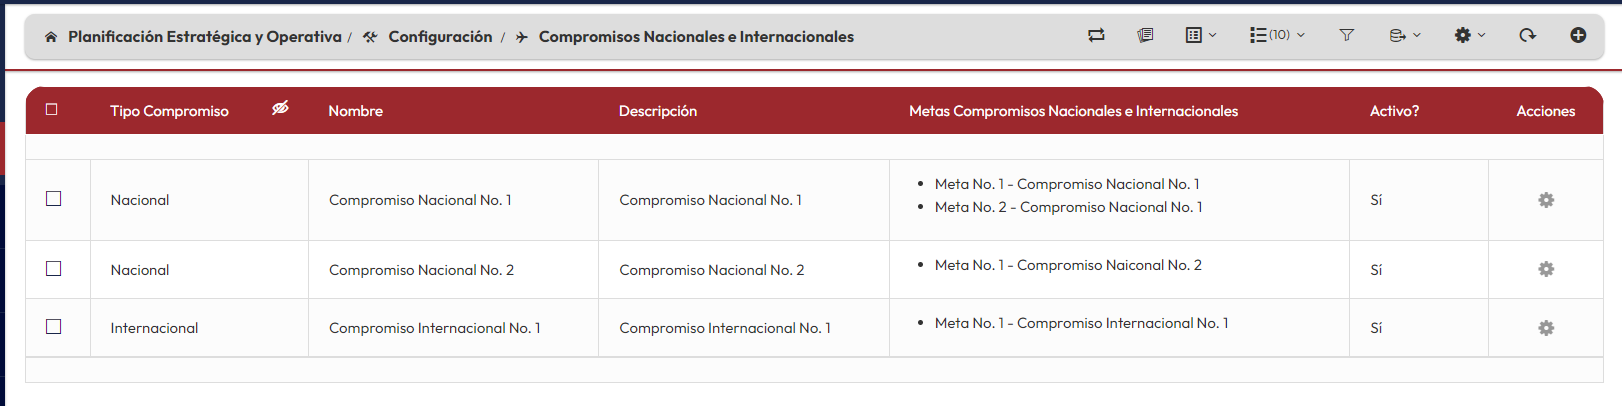 Planificación Estratégica y Operativa / Configuración / Compromisos Nacionales e Internacionales (10)
Tipo Compromiso Nombre Descripción Metas Compromisos Nacionales e Internacionales Activo? Acciones
Nacional Compromiso Nacional No. 1 Compromiso Nacional No. 1 Meta No. 1 - Compromiso Nacional No. 1 Sí
Meta No. 2 - Compromiso Nacional No. 1
Nacional Compromiso Nacional No. 2 Compromiso Nacional No. 2 Meta No. 1 - Compromiso Naiconal No. 2 Sí
Internacional Compromiso Internacional No. 1 Compromiso Internacional No. 1 Meta No. 1 - Compromiso Internacional No. 1 Sí